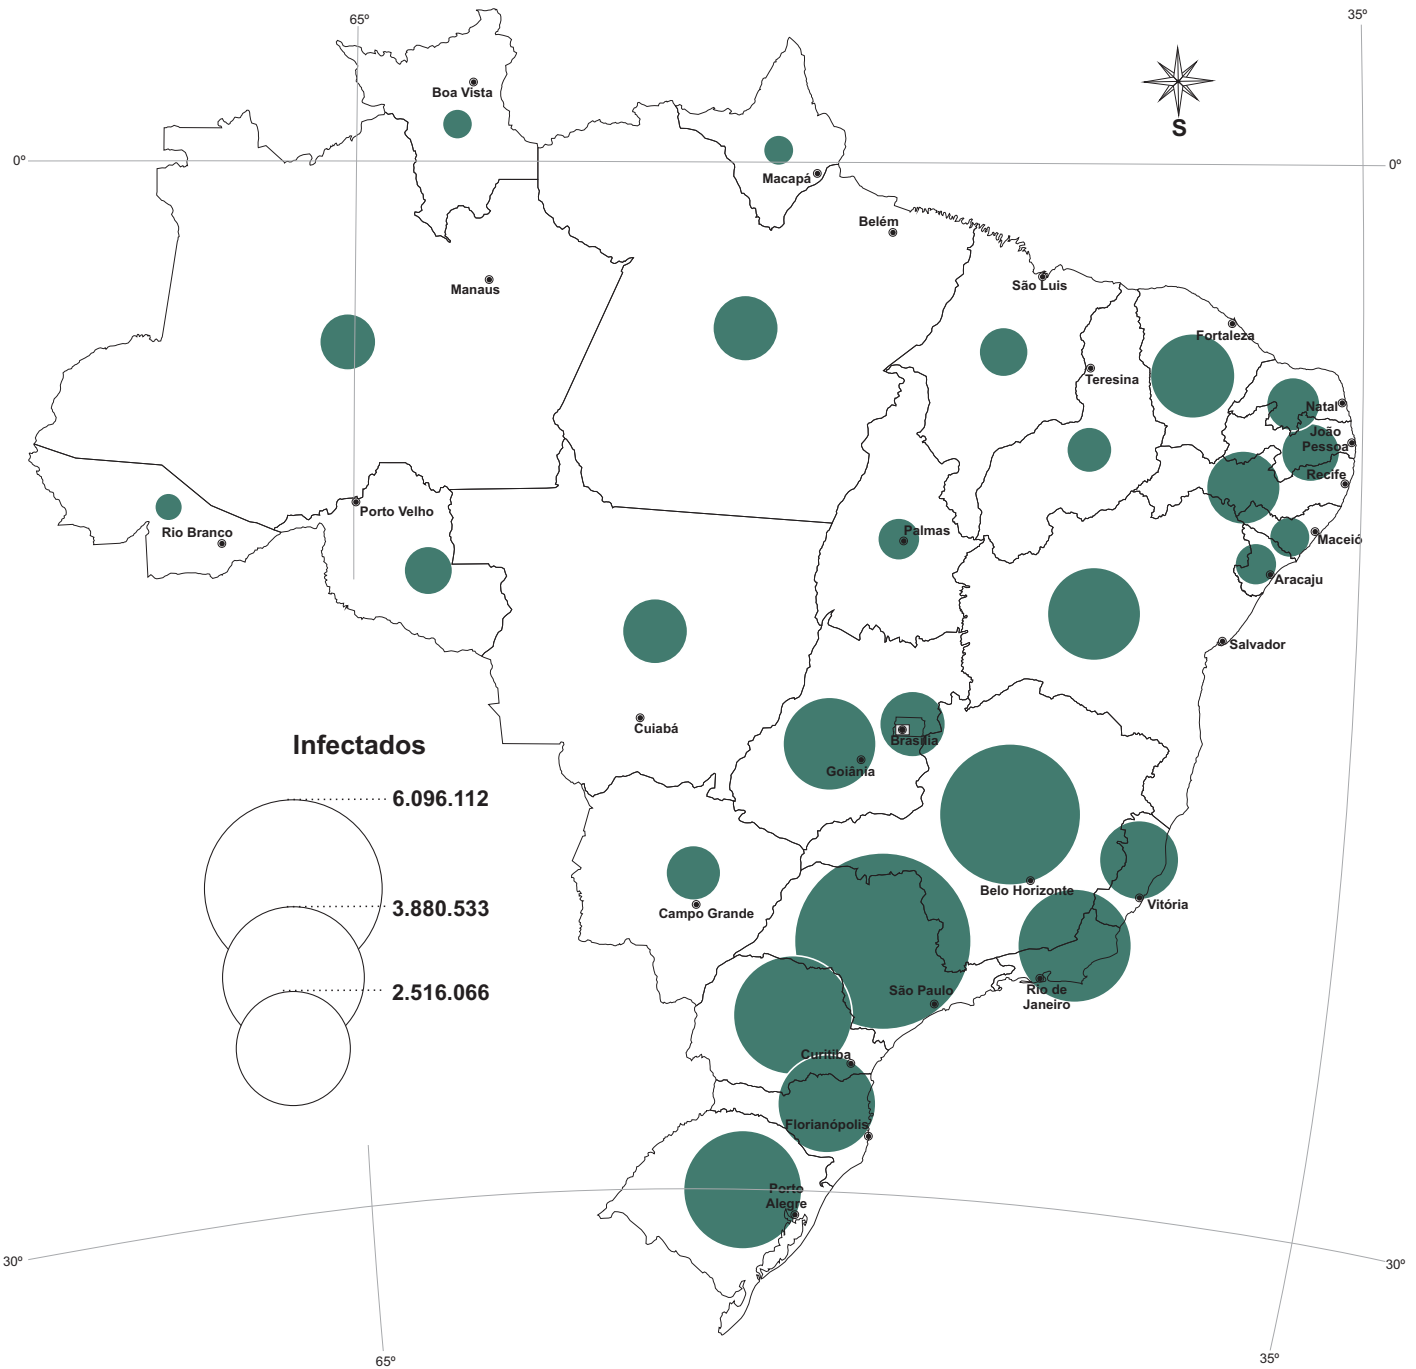 65º
35º
Boa Vista
S
0º
0º
Macapá
Belém
Manaus
São Luis
Fortaleza
Teresina
Natal
João
Pessoa
Recife
Porto Velho
Rio Branco
Palmas
Maceió
Aracaju
Salvador
Cuiabá
Brasília
Goiânia
Infectados
6.096.112
3.880.533
2.516.066
Belo Horizonte
Campo Grande
Vitória
São Paulo
Rio de
Janeiro
Curitiba
Florianópolis
Porto
Alegre
30º
30º
65º
35º